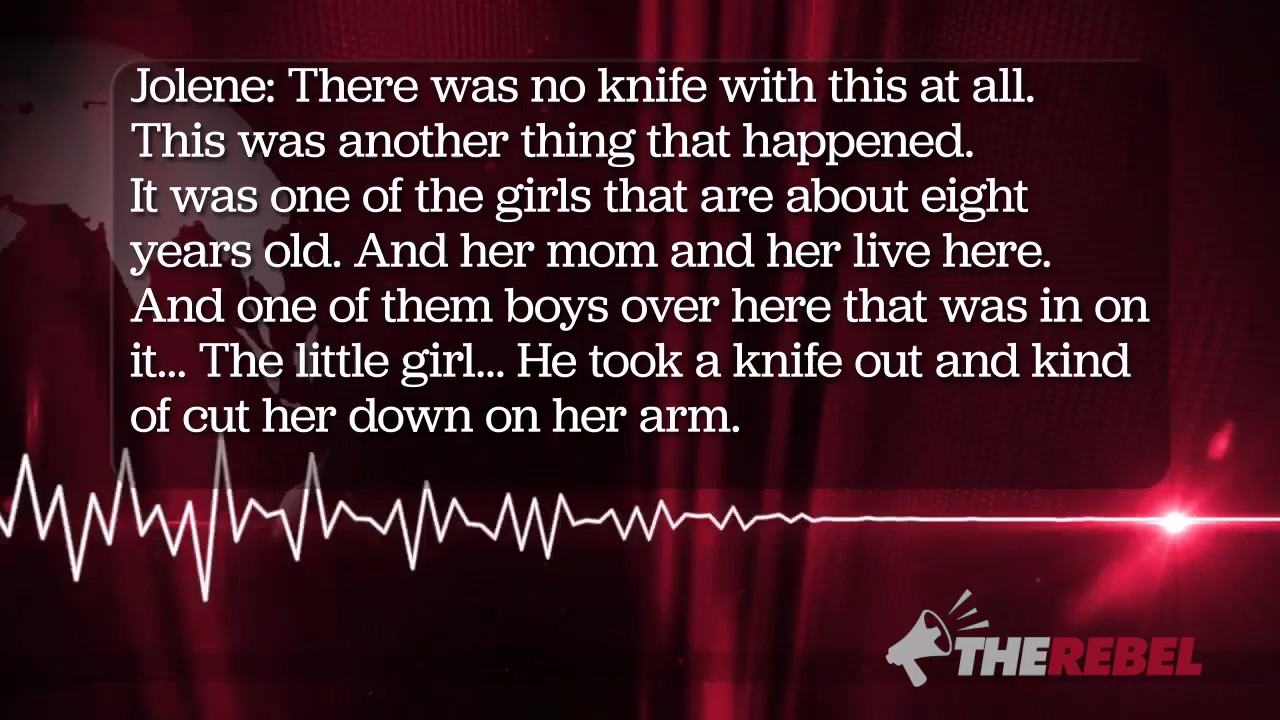 Jolene: There was no knife with this at all.
This was another thing that happened.
It was one of the girls that are about eight
years old. And her mom and her live here.
And one of them boys over here that was in on
it... The little girl... He took a knife out and kind
of cut her down on her arm.
THEREBEL